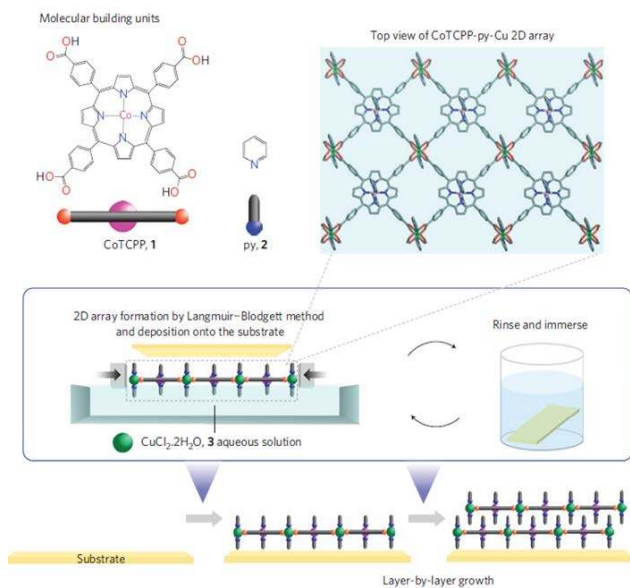 Molecular building units
Top view of CoTCPP-py-Cu 2D array
O
OH
OH
O
N
N
Co
N
N
HO
O
O
OH
N
CoTCPP, 1
py, 2
2D array formation by Langmuir−Blodgett method
and deposition onto the substrate
Rinse and immerse
CuCl2.2H2O, 3 aqueous solution
Substrate
Layer-by-layer growth